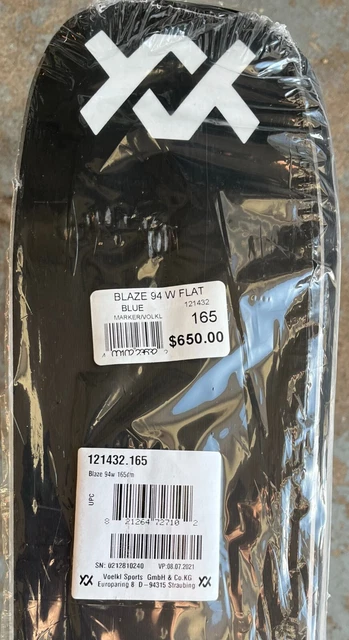 BLAZE 94 W FLAT
BLUE 121432
MARKER/VOLKL 165
$650.00
121432.165
Blaze 94w 165cm
UPC
8 21264 72710 2
SN: 0212810240 VP:08.07.2021
Voelkl Sports GmbH & Co.KG
Europaring 8 D-94315 Straubing